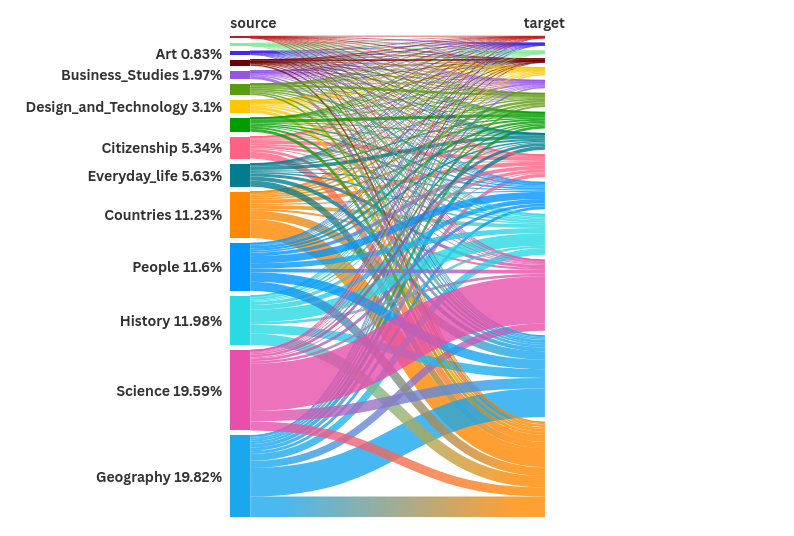 source
target
Art 0.83%
Business_Studies 1.97%
Design_and_Technology 3.1%
Citizenship 5.34%
Everyday_life 5.63%
Countries 11.23%
People 11.6%
History 11.98%
Science 19.59%
Geography 19.82%